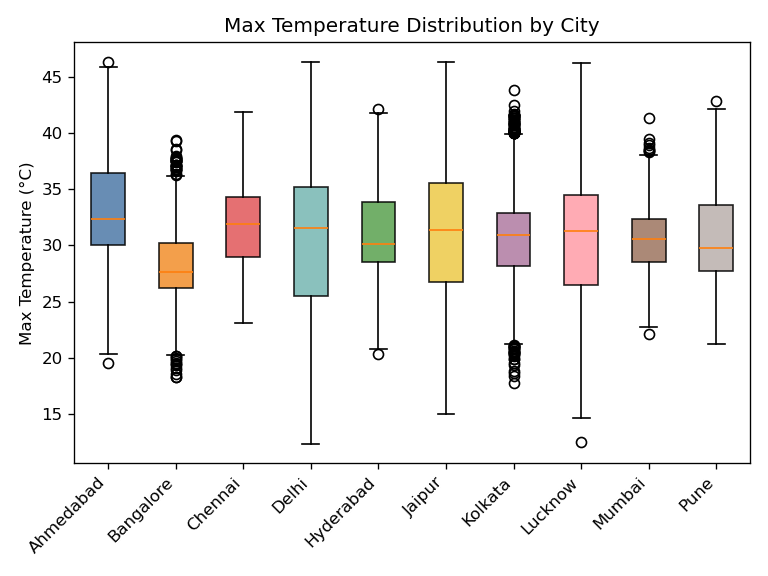 Max Temperature Distribution by City
Max Temperature (°C)
45
40
35
30
25
20
15
Ahmedabad
Bangalore
Chennai
Delhi
Hyderabad
Jaipur
Kolkata
Lucknow
Mumbai
Pune